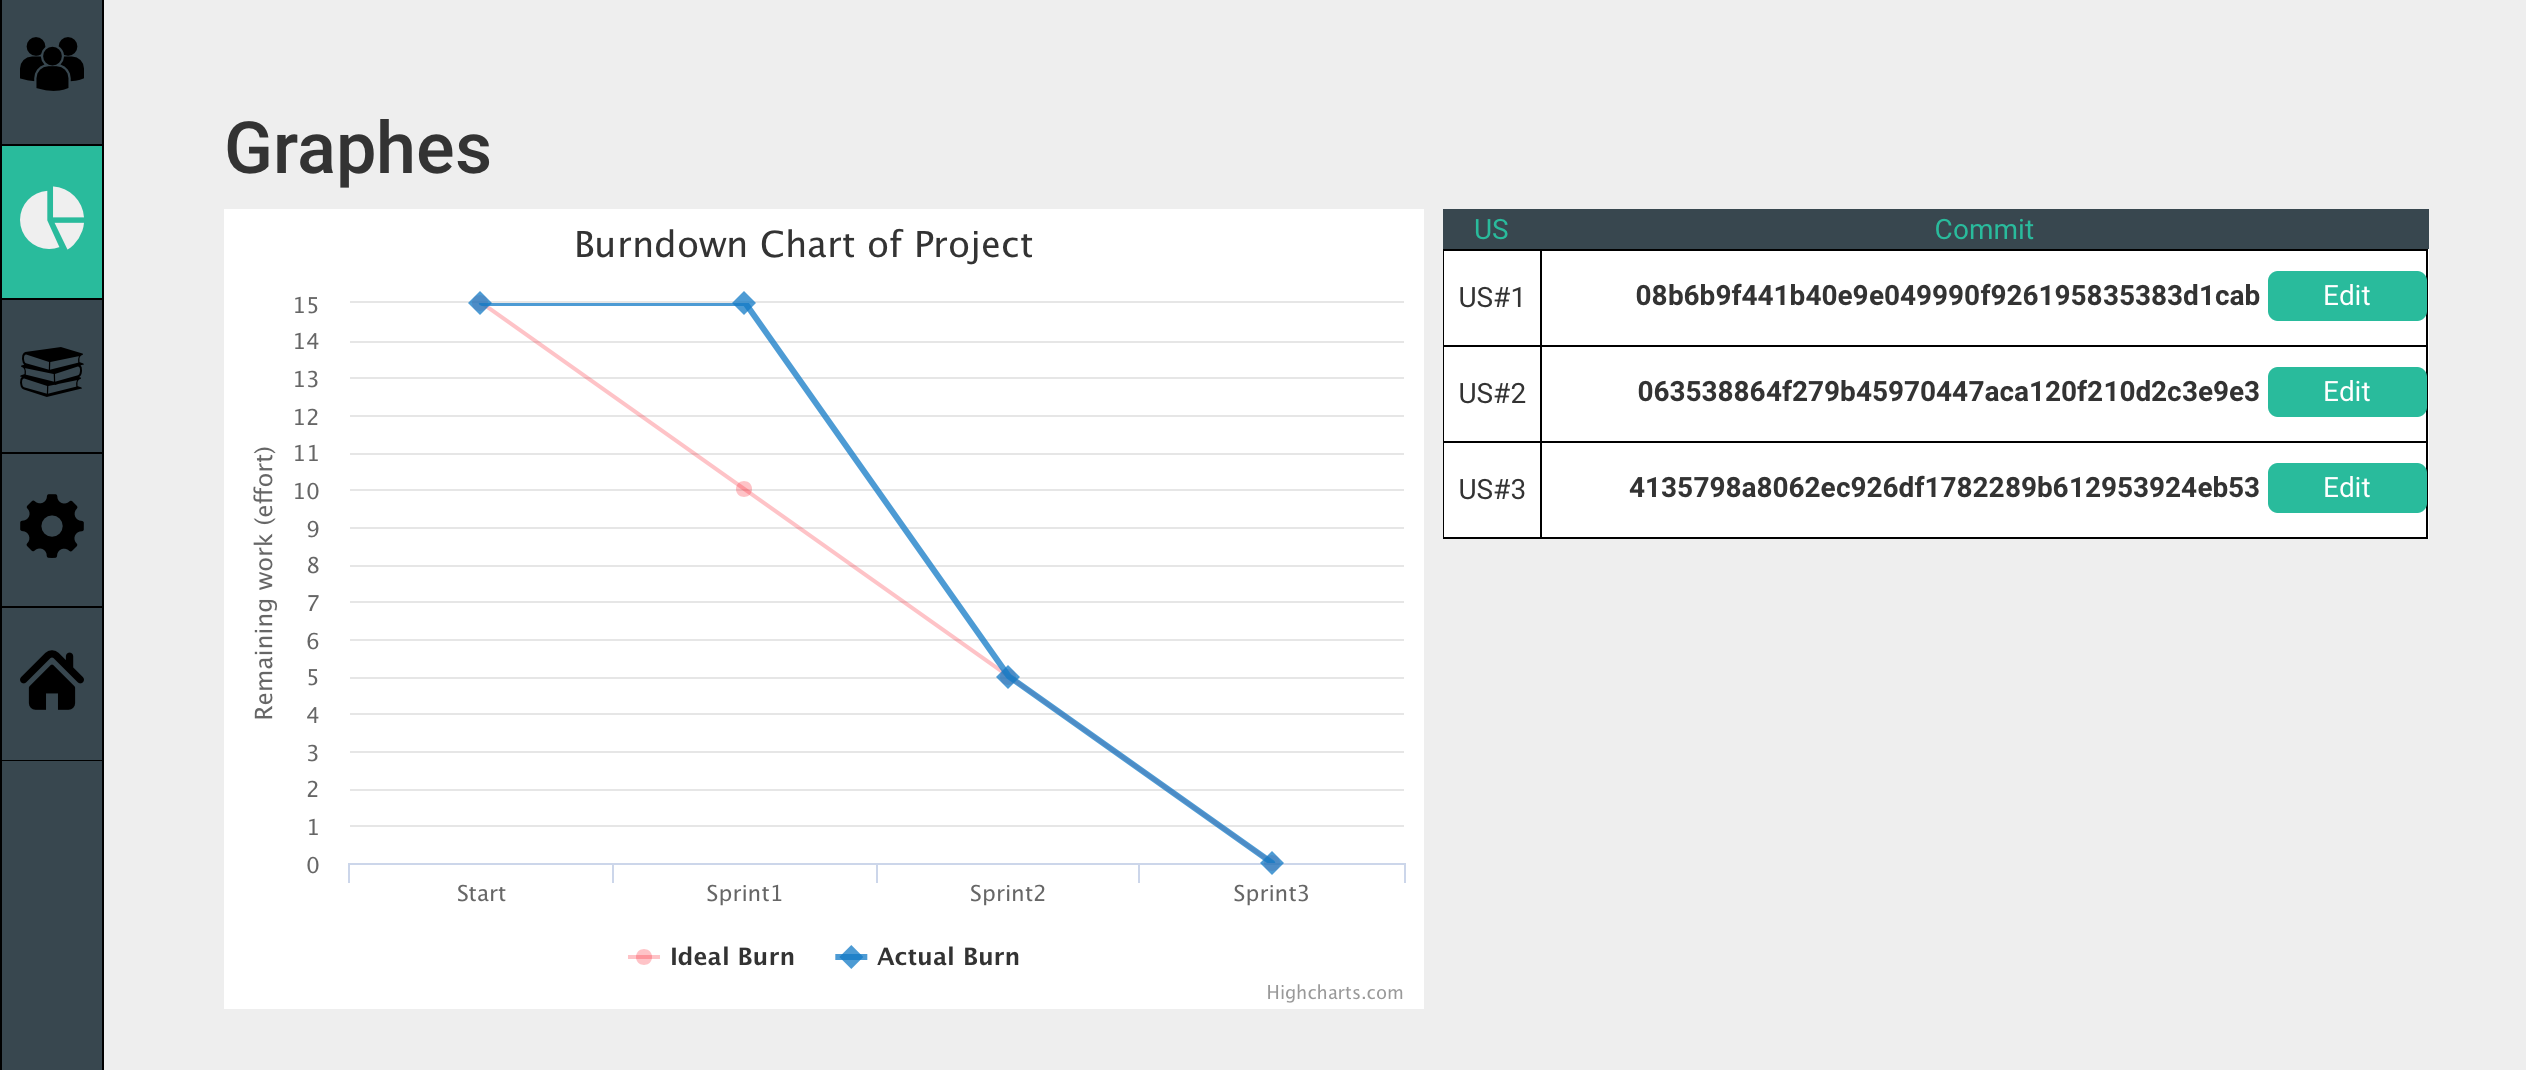 Graphes
Burndown Chart of Project
Remaining work (effort)
15
14
13
12
11
10
9
8
7
6
5
4
3
2
1
0
Start Sprint1 Sprint2 Sprint3
Ideal Burn Actual Burn
Highcharts.com
US Commit
US#1 08b6b9f441b40e9e049990f926195835383d1cab Edit
US#2 063538864f279b45970447aca120f210d2c3e9e3 Edit
US#3 4135798a8062ec926df1782289b612953924eb53 Edit